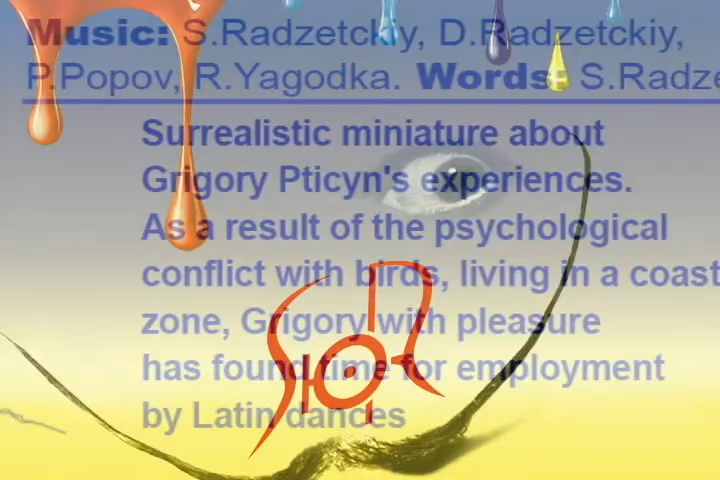 Music: S.Radzetckiy, D.Radzetckiy,
P.Popov, R.Yagodka. Words: S.Radze
Surrealistic miniature about
Grigory Pticyn's experiences.
As a result of the psychological
conflict with birds, living in a coast
zone, Grigory with pleasure
has found time for employment
by Latin dances